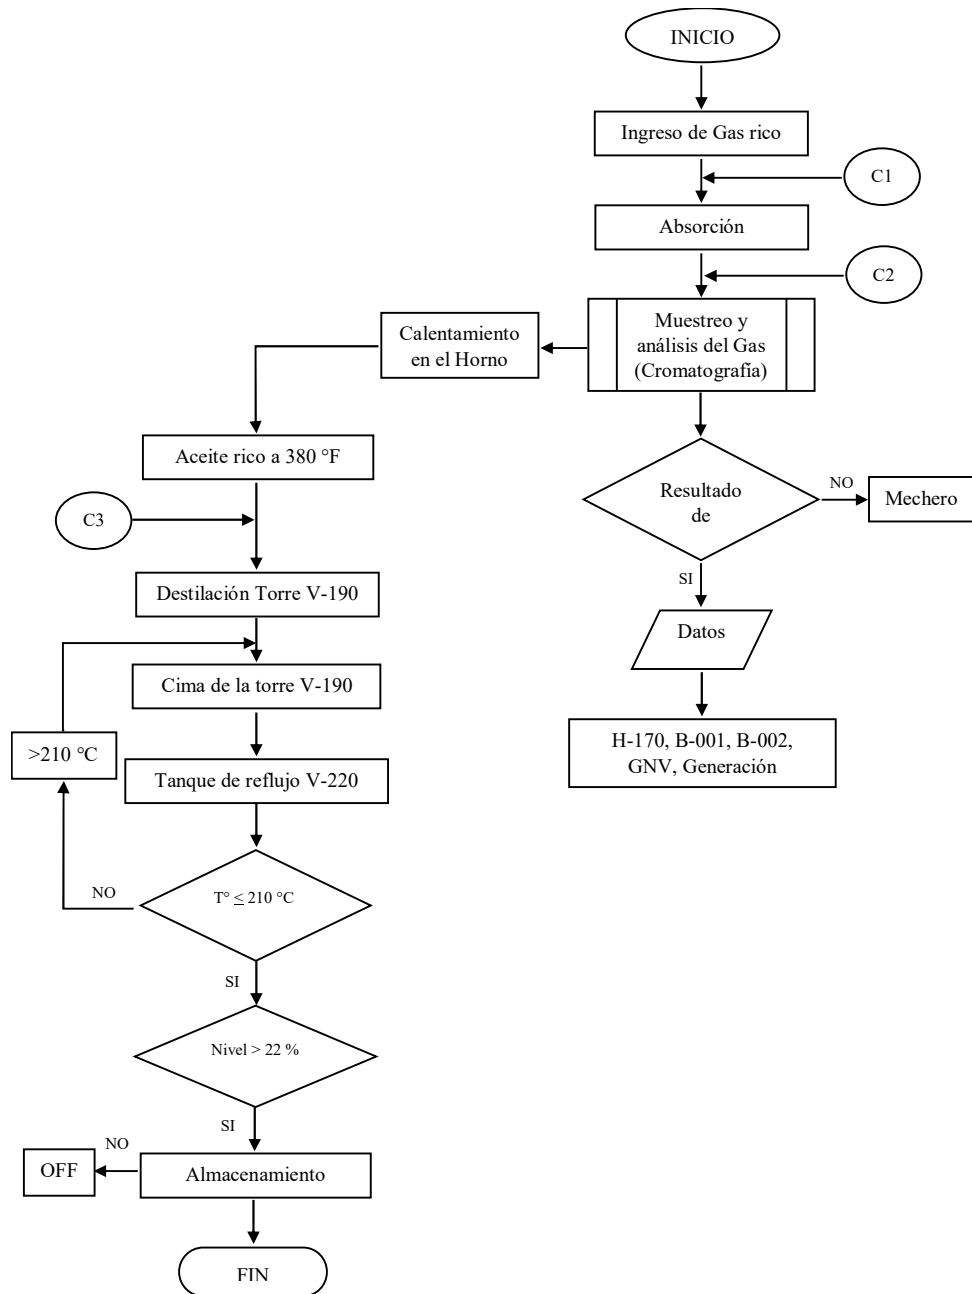 INICIO
Ingreso de Gas rico
C1
Absorción
C2
Muestreo y
análisis del Gas
(Cromatografía)
Calentamiento
en el Horno
Aceite rico a 380 °F
Resultado
de
NO
Mechero
C3
SI
Destilación Torre V-190
Datos
Cima de la torre V-190
H-170, B-001, B-002,
GNV, Generación
>210 °C
Tanque de reflujo V-220
NO
T° ≤ 210 °C
SI
Nivel > 22 %
SI
NO
OFF
Almacenamiento
FIN